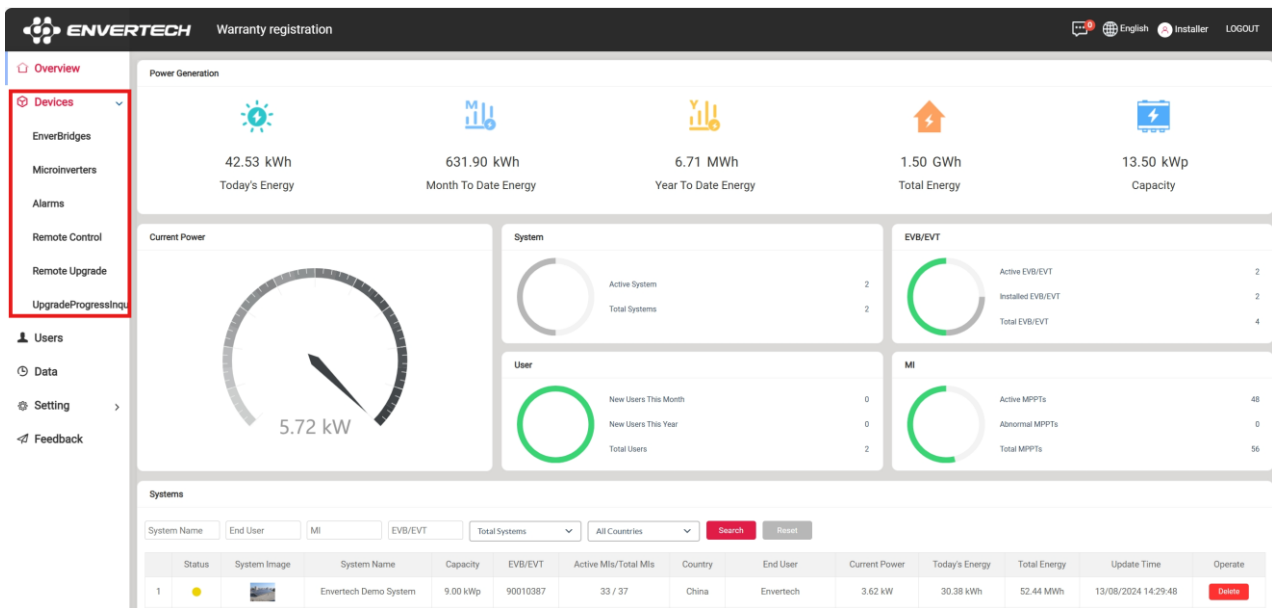 ENVERTECH Warranty registration 0 English Installer LOGOUT
Overview
Devices
EnverBridges
Microinverters
Alarms
Remote Control
Remote Upgrade
UpgradeProgressInqu
Users
Data
Setting
Feedback
Power Generation
M Y
42.53 kWh 631.90 kWh 6.71 MWh 1.50 GWh 13.50 kWp
Today's Energy Month To Date Energy Year To Date Energy Total Energy Capacity
Current Power
5.72 kW
System
Active System 2
Total Systems 2
EVB/EVT
Active EVB/EVT 2
Installed EVB/EVT 2
Total EVB/EVT 4
User
New Users This Month 0
New Users This Year 0
Total Users 2
MI
Active MPPTs 48
Abnormal MPPTs 0
Total MPPTs 56
Systems
System Name End User MI EVB/EVT Total Systems All Countries Search Reset
Status System Image System Name Capacity EVB/EVT Active MIs/Total MIs Country End User Current Power Today's Energy Total Energy Update Time Operate
1 Envertech Demo System 9.00 kWp 90010387 33 / 37 China Envertech 3.62 kW 30.38 kWh 52.44 MWh 13/08/2024 14:29:48 Delete